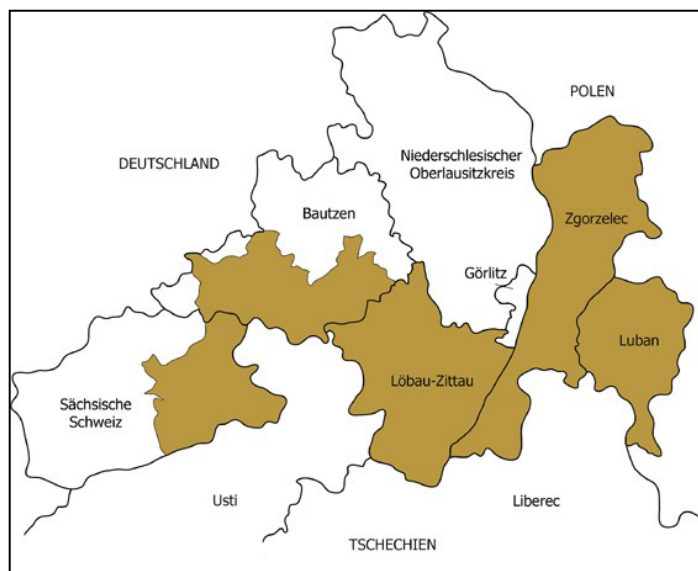 POLEN
DEUTSCHLAND
Niederschlesischer
Oberlausitzkreis
Bautzen
Zgorzelec
Görlitz
Luban
Löbau-Zittau
Sächsische
Schweiz
Usti
Liberec
TSCHECHIEN